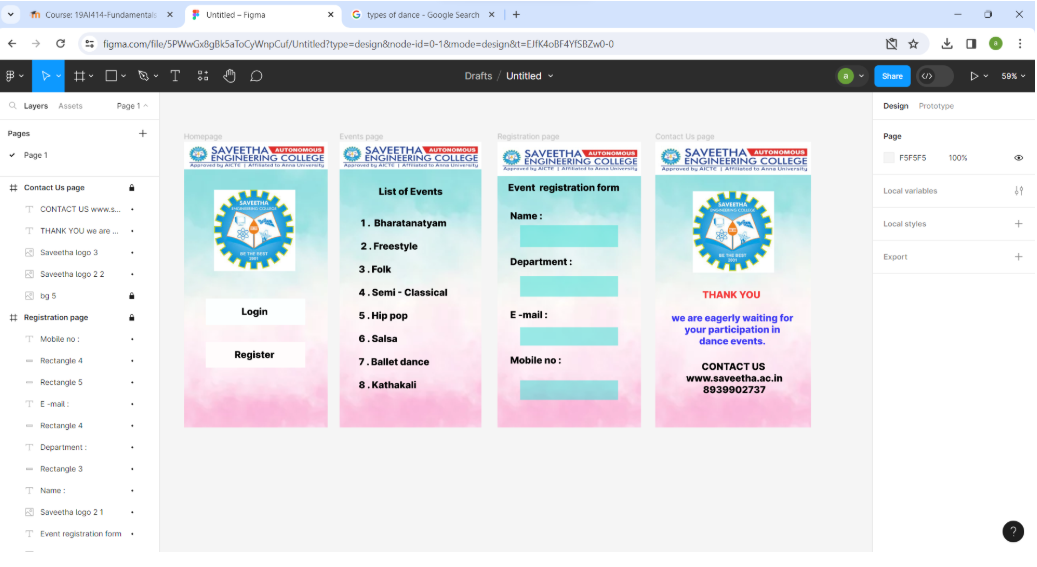 Course: 19AI414-Fundamentals
Untitled – Figma
types of dance - Google Search
figma.com/file/5PWwGx8gBk5aToCyWnpCuf/Untitled?type=design&node-id=0-1&mode=design&t=EJfK4oBF4YfSBZw0-0
a
Drafts / Untitled
a
Share
59%
Layers Assets Page 1
Design Prototype
Pages
Page 1
Contact Us page
CONTACT US www.s...
THANK YOU we are ...
Saveetha logo 3
Saveetha logo 2 2
bg 5
Registration page
Mobile no :
Rectangle 4
Rectangle 5
E -mail :
Rectangle 4
Department :
Rectangle 3
Name :
Saveetha logo 2 1
Event registration form
Homepage
SAVEETHA AUTONOMOUS
ENGINEERING COLLEGE
Approved by AICTE | Affiliated to Anna University
SAVEETHA
ENGINEERING COLLEGE
BE THE BEST
2001
Login
Register
Events page
SAVEETHA AUTONOMOUS
ENGINEERING COLLEGE
Approved by AICTE | Affiliated to Anna University
List of Events
1 . Bharatanatyam
2 . Freestyle
3 . Folk
4 . Semi - Classical
5 . Hip pop
6 . Salsa
7 . Ballet dance
8 . Kathakali
Registration page
SAVEETHA AUTONOMOUS
ENGINEERING COLLEGE
Approved by AICTE | Affiliated to Anna University
Event registration form
Name :
Department :
E -mail :
Mobile no :
Contact Us page
SAVEETHA AUTONOMOUS
ENGINEERING COLLEGE
Approved by AICTE | Affiliated to Anna University
SAVEETHA
ENGINEERING COLLEGE
BE THE BEST
2001
THANK YOU
we are eagerly waiting for
your participation in
dance events.
CONTACT US
www.saveetha.ac.in
8939902737
Page
F5F5F5 100%
Local variables
Local styles
Export
?